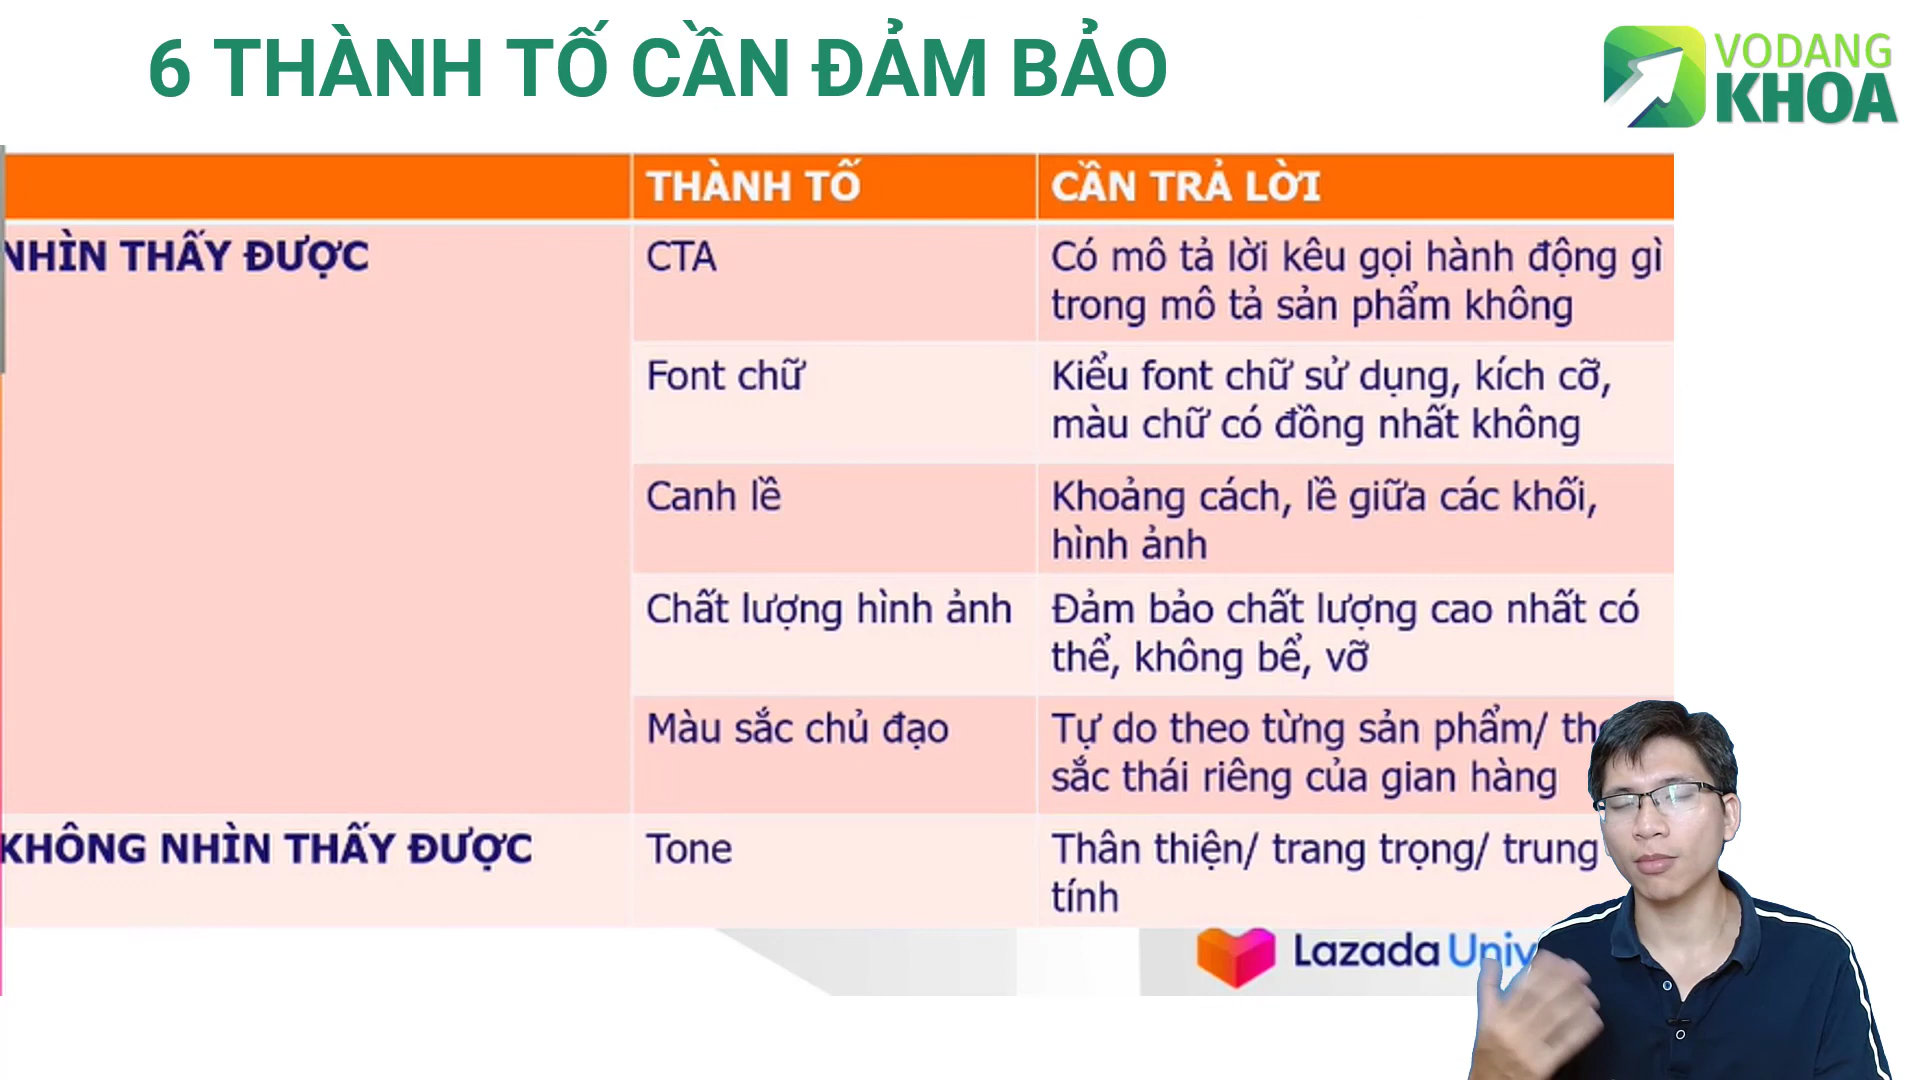 6 THÀNH TỐ CẦN ĐẢM BẢO
VODANG
KHOA
THÀNH TỐ
CẦN TRẢ LỜI
NHÌN THẤY ĐƯỢC
CTA
Có mô tả lời kêu gọi hành động gì
trong mô tả sản phẩm không
Font chữ
Kiểu font chữ sử dụng, kích cỡ,
màu chữ có đồng nhất không
Canh lề
Khoảng cách, lề giữa các khối,
hình ảnh
Chất lượng hình ảnh
Đảm bảo chất lượng cao nhất có
thể, không bể, vỡ
Màu sắc chủ đạo
Tự do theo từng sản phẩm/
sắc thái riêng của gian hàng
KHÔNG NHÌN THẤY ĐƯỢC
Tone
Thân thiện/ trang trọng/ trung
tính
Lazada